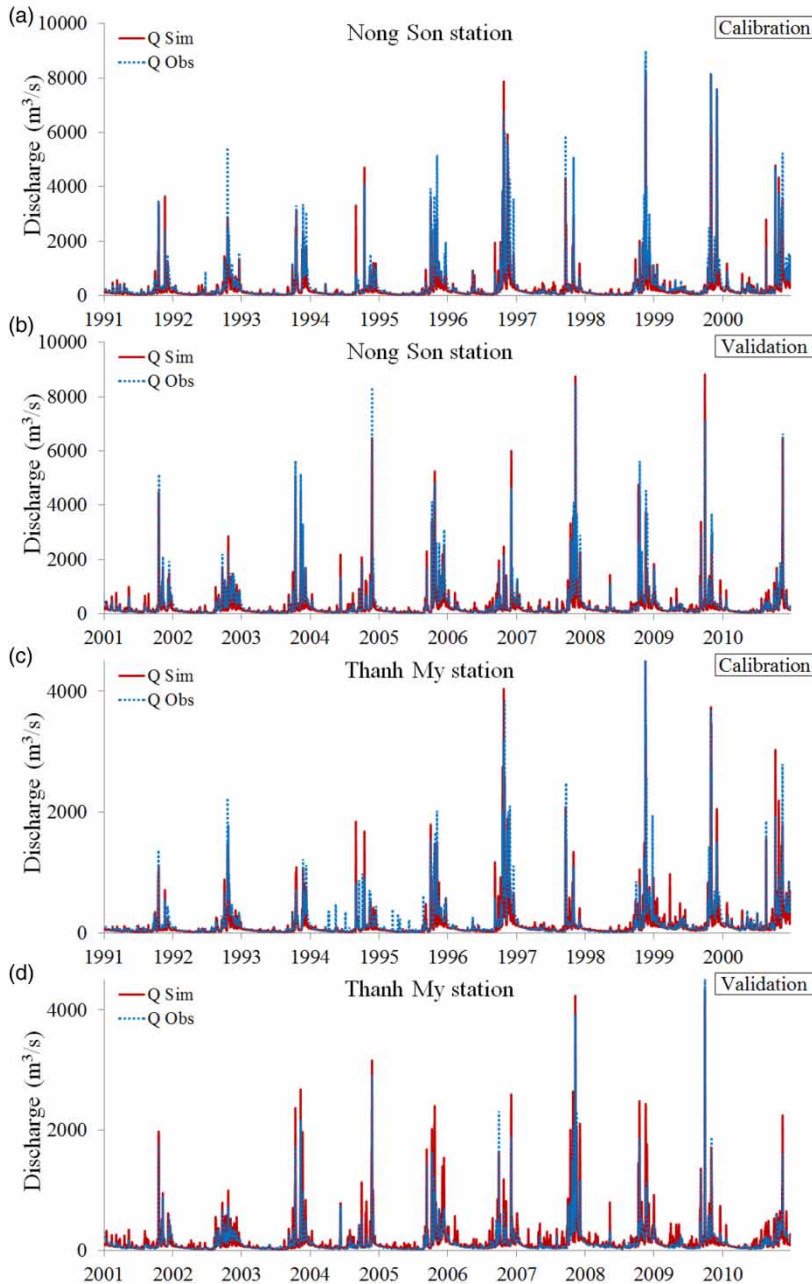 (a)
10000
8000
6000
4000
2000
0
Discharge (m³/s)
Q Sim
Q Obs
Nong Son station
Calibration
1991 1992 1993 1994 1995 1996 1997 1998 1999 2000
(b)
10000
8000
6000
4000
2000
0
Discharge (m³/s)
Q Sim
Q Obs
Nong Son station
Validation
2001 2002 2003 2004 2005 2006 2007 2008 2009 2010
(c)
4000
2000
0
Discharge (m³/s)
Q Sim
Q Obs
Thanh My station
Calibration
1991 1992 1993 1994 1995 1996 1997 1998 1999 2000
(d)
4000
2000
0
Discharge (m³/s)
Q Sim
Q Obs
Thanh My station
Validation
2001 2002 2003 2004 2005 2006 2007 2008 2009 2010